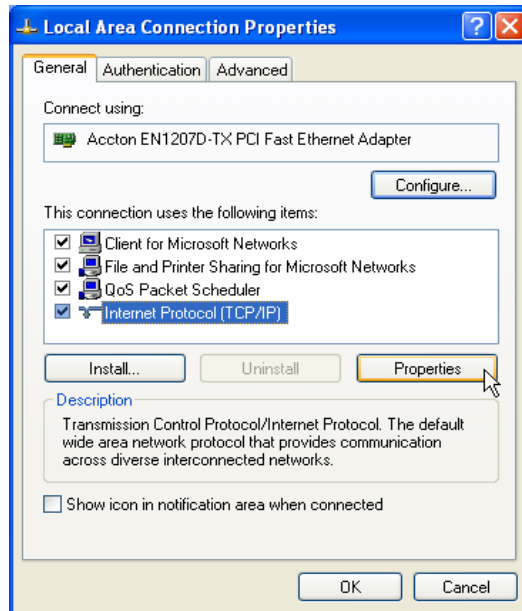 Local Area Connection Properties
General Authentication Advanced
Connect using:
Accton EN1207D-TX PCI Fast Ethernet Adapter
Configure...
This connection uses the following items:
Client for Microsoft Networks
File and Printer Sharing for Microsoft Networks
QoS Packet Scheduler
Internet Protocol (TCP/IP)
Install... Uninstall Properties
Description
Transmission Control Protocol/Internet Protocol. The default
wide area network protocol that provides communication
across diverse interconnected networks.
Show icon in notification area when connected
OK Cancel